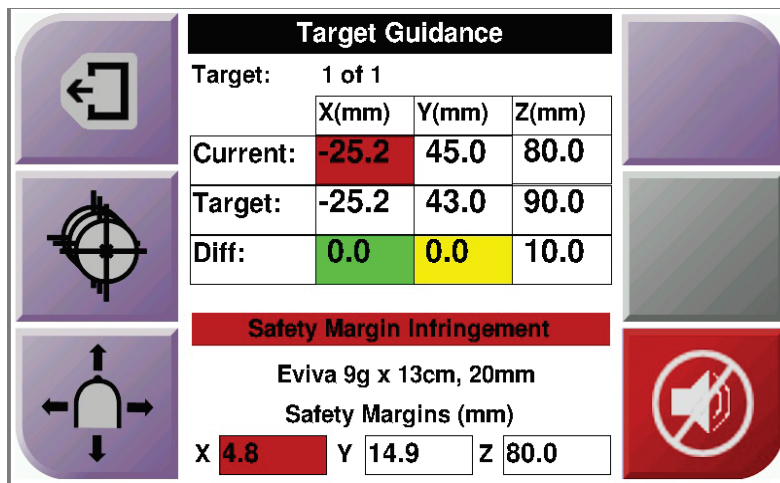 Target Guidance
Target: 1 of 1
X(mm) Y(mm) Z(mm)
Current: -25.2 45.0 80.0
Target: -25.2 43.0 90.0
Diff: 0.0 0.0 10.0
Safety Margin Infringement
Eviva 9g x 13cm, 20mm
Safety Margins (mm)
X 4.8 Y 14.9 Z 80.0